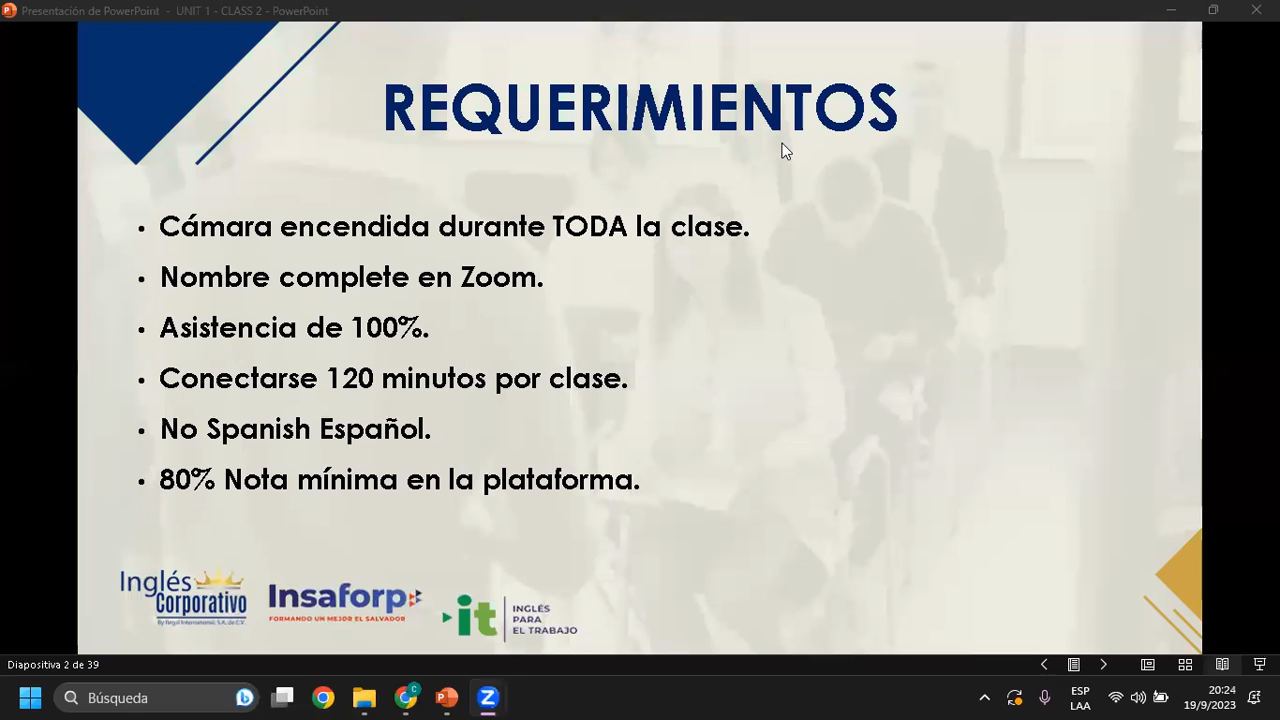 Presentación de PowerPoint - UNIT 1 - CLASS 2 - PowerPoint
REQUERIMIENTOS
• Cámara encendida durante TODA la clase.
• Nombre complete en Zoom.
• Asistencia de 100%.
• Conectarse 120 minutos por clase.
• No Spanish Español.
• 80% Nota mínima en la plataforma.
Inglés
Corporativo
Insaforp
FORMANDO UN MEJOR EL SALVADOR
it
INGLÉS
PARA
EL TRABAJO
Diapositiva 2 de 39
Búsqueda
ESP
LAA
20:24
19/9/2023